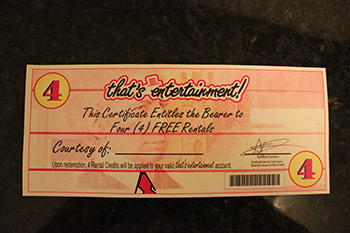 4
that's entertainment!
This Certificate Entitles the Bearer to
Four (4) FREE Rentals
Courtesy of:
Upon redemption, 4 Rental Credits will be applied to your valid that's entertainment account.
4